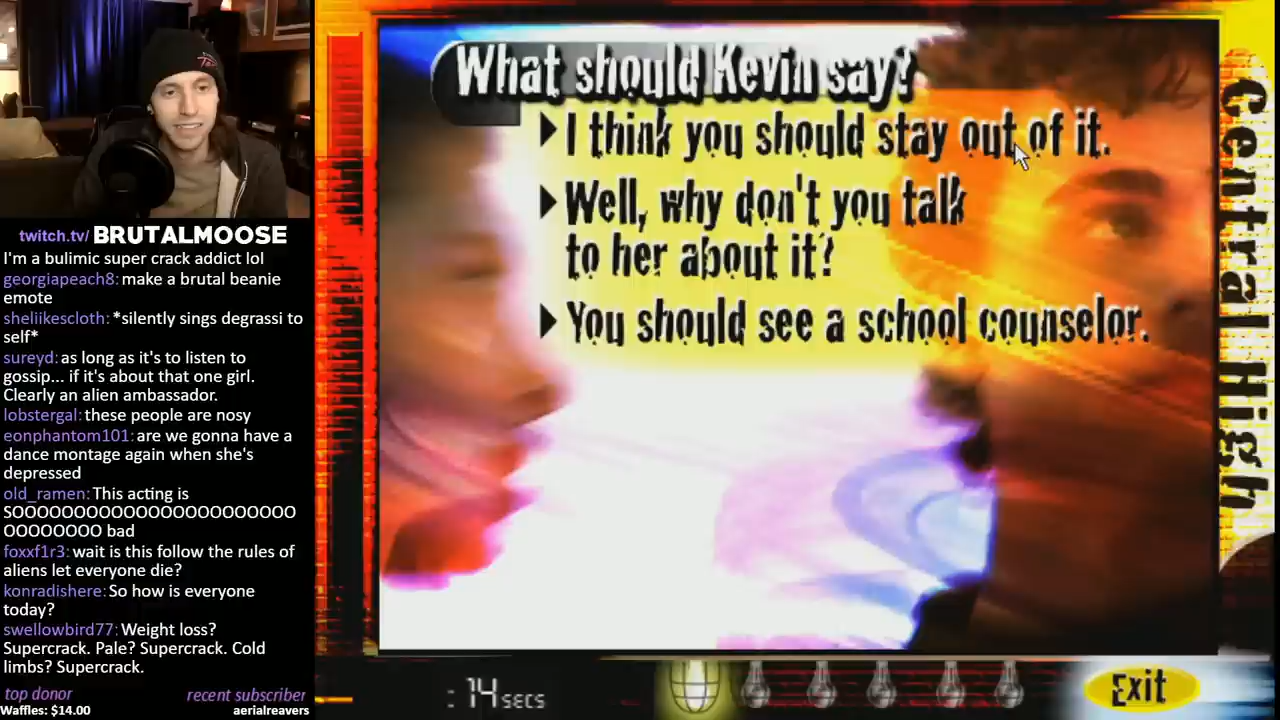 What should Kevin say?
I think you should stay out of it.
Well, why don't you talk
to her about it?
You should see a school counselor.
Central High
twitch.tv/ BRUTALMOOSE
I'm a bulimic super crack addict lol
georgiapeach8: make a brutal beanie
emote
sheliikescloth: *silently sings degrassi to
self*
sureyd: as long as it's to listen to
gossip... if it's about that one girl.
Clearly an alien ambassador.
lobstergal: these people are nosy
eonphantom101: are we gonna have a
dance montage again when she's
depressed
old_ramen: This acting is
SOOOOOOOOOOOOOOOOOOOOOO
OOOOOOOO bad
foxxf1r3: wait is this follow the rules of
aliens let everyone die?
konradishere: So how is everyone
today?
swellowbird77: Weight loss?
Supercrack. Pale? Supercrack. Cold
limbs? Supercrack.
top donor recent subscriber
Waffles: $14.00 aerialreavers
: 14 SECS
Exit